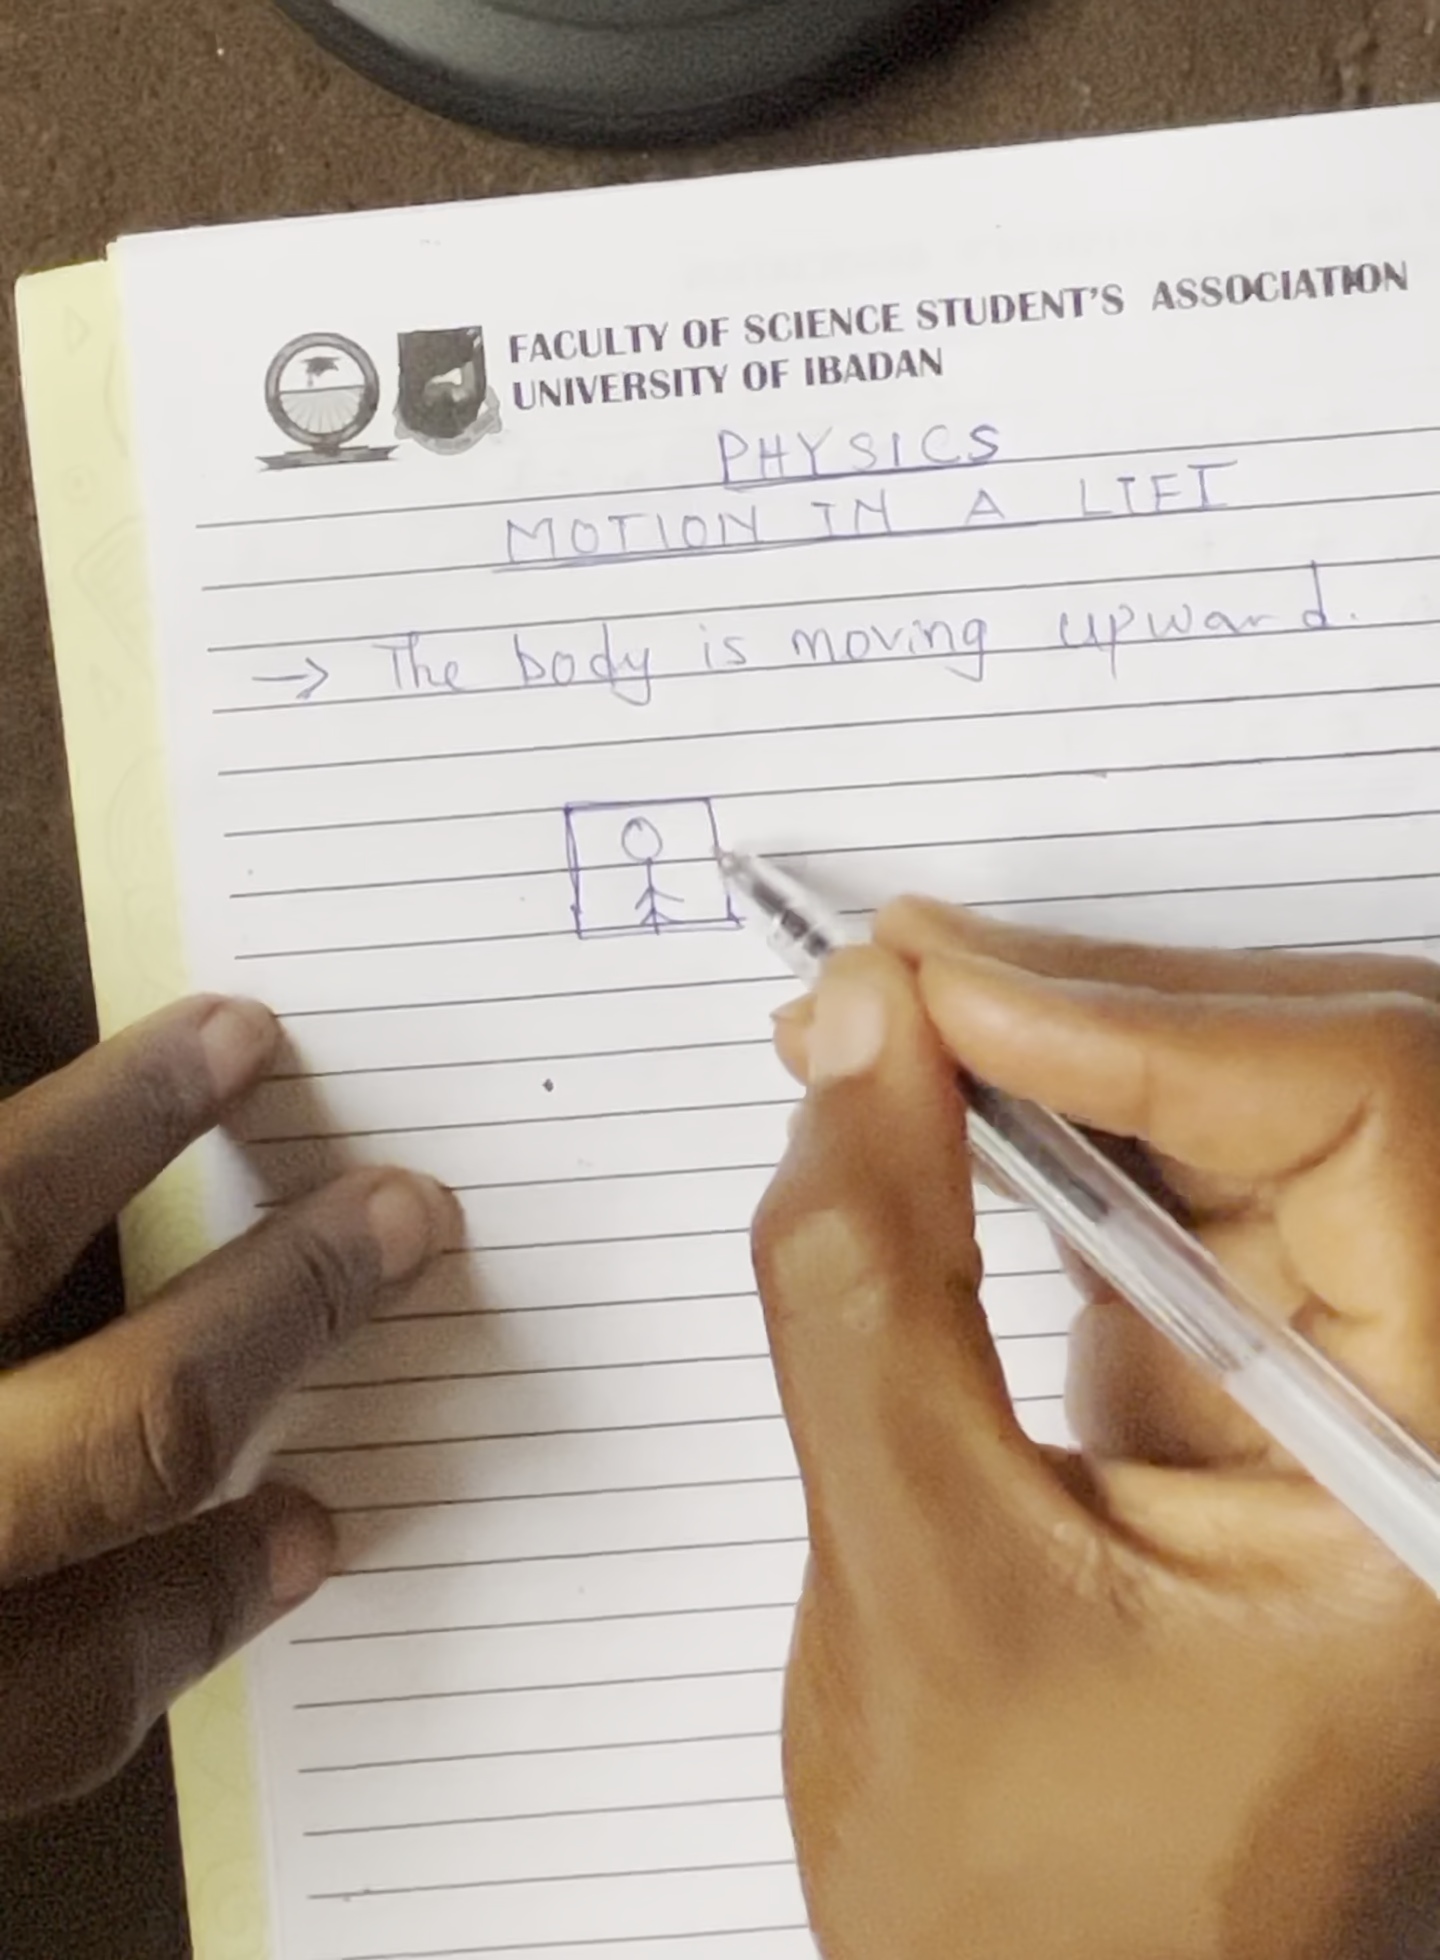 FACULTY OF SCIENCE STUDENT'S ASSOCIATION
UNIVERSITY OF IBADAN
PHYSICS
MOTION IN A LIFT
→ The body is moving upward.